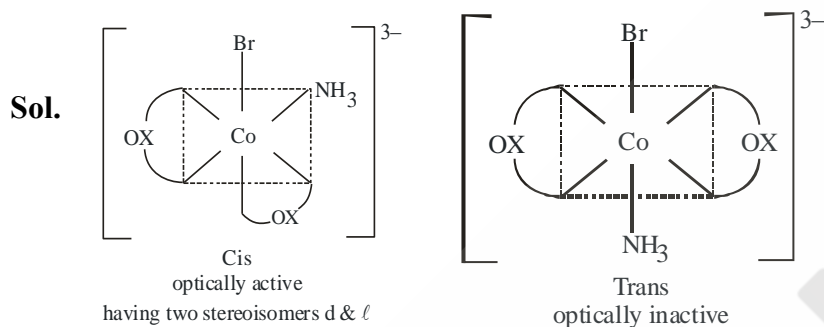 Sol.
Br
NH3
OX
Co
OX
3–
Cis
optically active
having two stereoisomers d & ℓ
Br
OX
Co
OX
NH3
3–
Trans
optically inactive